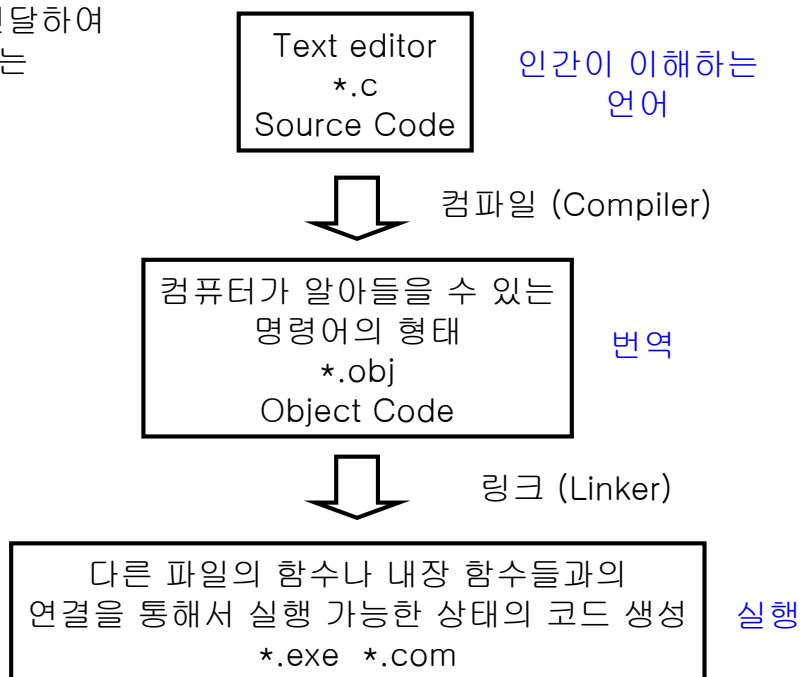 Text editor
*.c
Source Code
인간이 이해하는
언어
컴파일 (Compiler)
컴퓨터가 알아들을 수 있는
명령어의 형태
*.obj
Object Code
번역
링크 (Linker)
다른 파일의 함수나 내장 함수들과의
연결을 통해서 실행 가능한 상태의 코드 생성
*.exe *.com
실행